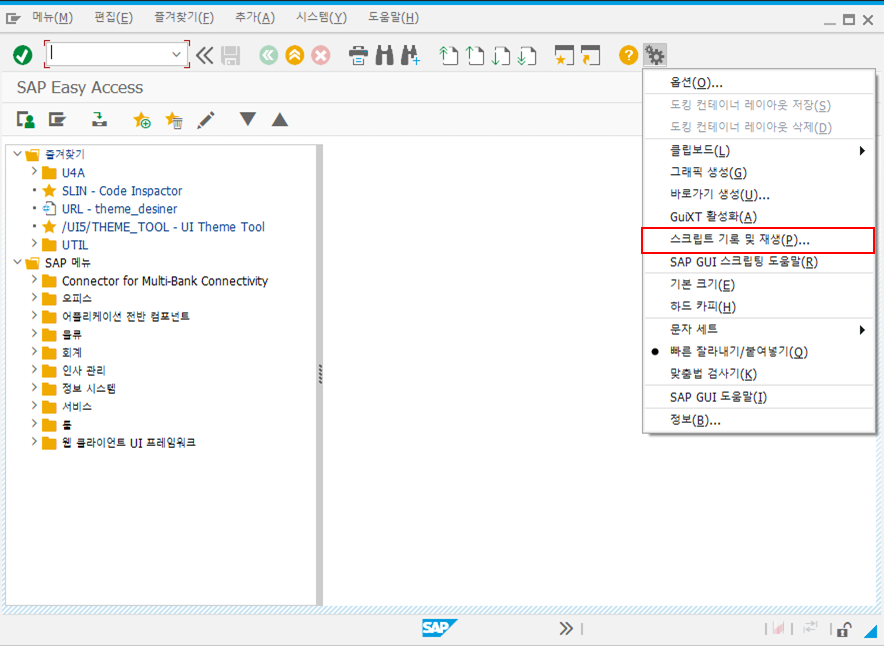 메뉴(M) 편집(E) 즐겨찾기(F) 추가(A) 시스템(Y) 도움말(H)
SAP Easy Access
옵션(O)...
도킹 컨테이너 레이아웃 저장(S)
도킹 컨테이너 레이아웃 삭제(D)
클립보드(L)
그래픽 생성(G)
바로가기 생성(U)...
GuiXT 활성화(A)
스크립트 기록 및 재생(P)...
SAP GUI 스크립팅 도움말(R)
기본 크기(E)
하드 카피(H)
문자 세트
빠른 잘라내기/붙여넣기(Q)
맞춤법 검사기(K)
SAP GUI 도움말(I)
정보(B)...
즐겨찾기
U4A
SLIN - Code Inspactor
URL - theme_desiner
/UI5/THEME_TOOL - UI Theme Tool
UTIL
SAP 메뉴
Connector for Multi-Bank Connectivity
오피스
어플리케이션 전반 컴포넌트
물류
회계
인사 관리
정보 시스템
서비스
툴
웹 클라이언트 UI 프레임워크
SAP